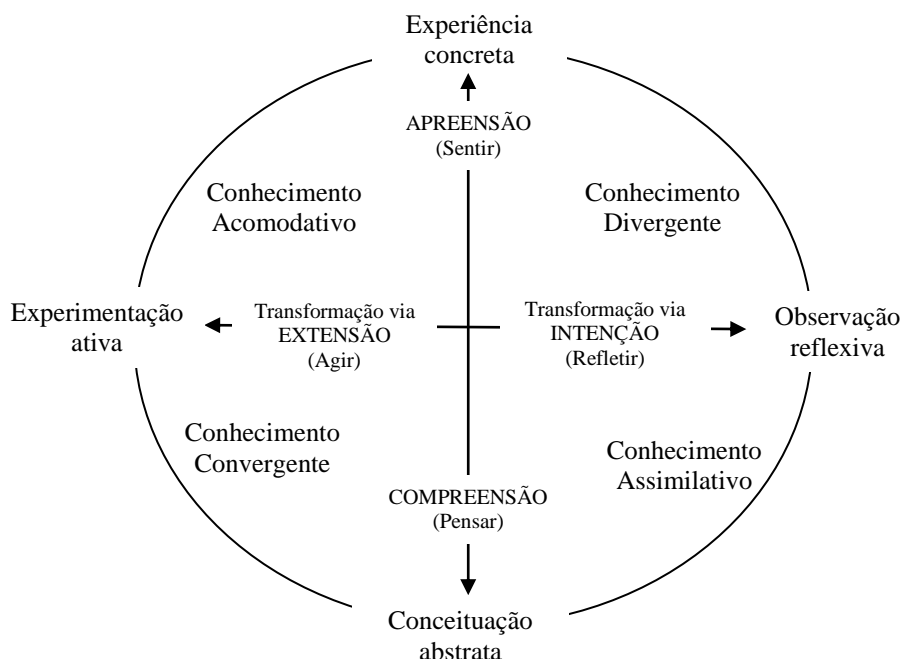 Experiência
concreta
APREENSÃO
(Sentir)
Conhecimento
Acomodativo
Conhecimento
Divergente
Experimentação
ativa
Transformação via
EXTENSÃO
(Agir)
Transformação via
INTENÇÃO
(Refletir)
Observação
reflexiva
Conhecimento
Convergente
Conhecimento
Assimilativo
COMPREENSÃO
(Pensar)
Conceituação
abstrata